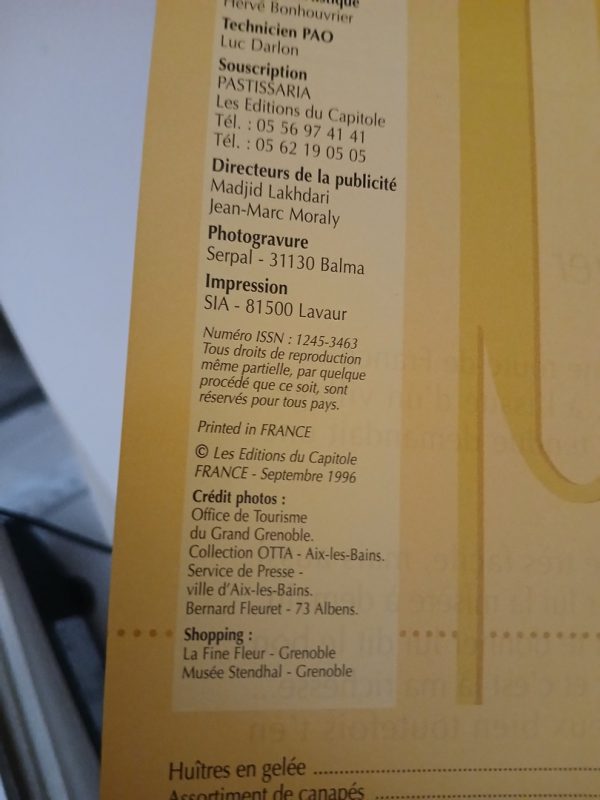 Hervé Bonhouvrier
Technicien PAO
Luc Darlon
Souscription
PASTISSARIA
Les Editions du Capitole
Tél. : 05 56 97 41 41
Tél. : 05 62 19 05 05
Directeurs de la publicité
Madjid Lakhdari
Jean-Marc Moraly
Photogravure
Serpal - 31130 Balma
Impression
SIA - 81500 Lavaur
Numéro ISSN : 1245-3463
Tous droits de reproduction
même partielle, par quelque
procédé que ce soit, sont
réservés pour tous pays.
Printed in FRANCE
© Les Editions du Capitole
FRANCE - Septembre 1996
Crédit photos :
Office de Tourisme
du Grand Grenoble.
Collection OTTA - Aix-les-Bains.
Service de Presse -
ville d'Aix-les-Bains.
Bernard Fleuret - 73 Albens.
Shopping :
La Fine Fleur - Grenoble
Musée Stendhal - Grenoble
Huîtres en gelée
Assortiment de canapés